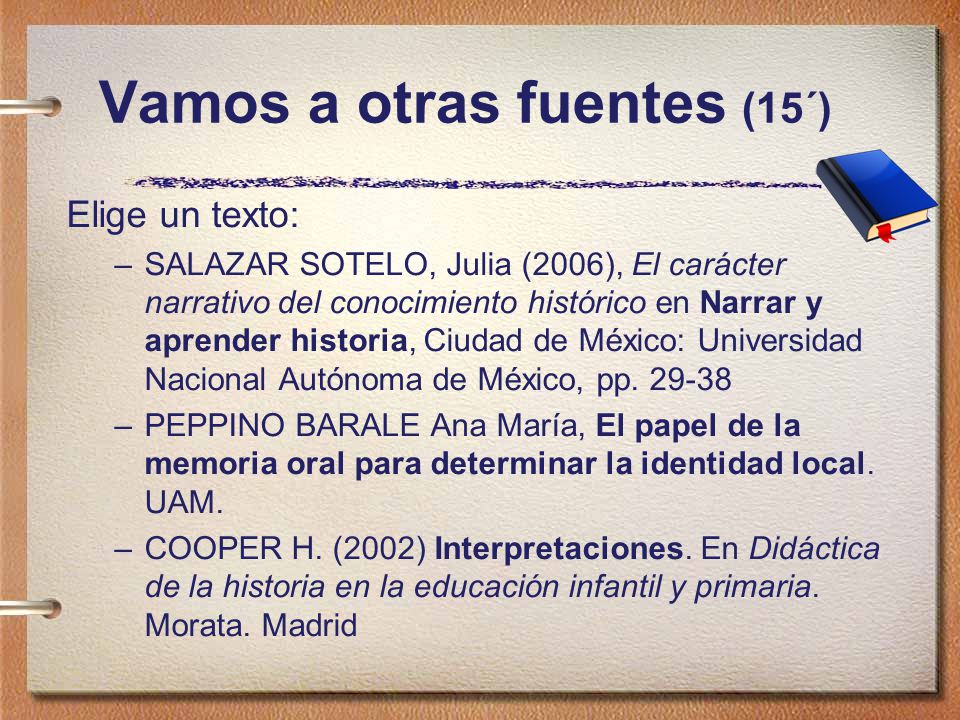 Vamos a otras fuentes (15´)
Elige un texto:
– SALAZAR SOTELO, Julia (2006), El carácter
narrativo del conocimiento histórico en Narrar y
aprender historia, Ciudad de México: Universidad
Nacional Autónoma de México, pp. 29-38
– PEPPINO BARALE Ana María, El papel de la
memoria oral para determinar la identidad local.
UAM.
– COOPER H. (2002) Interpretaciones. En Didáctica
de la historia en la educación infantil y primaria.
Morata. Madrid